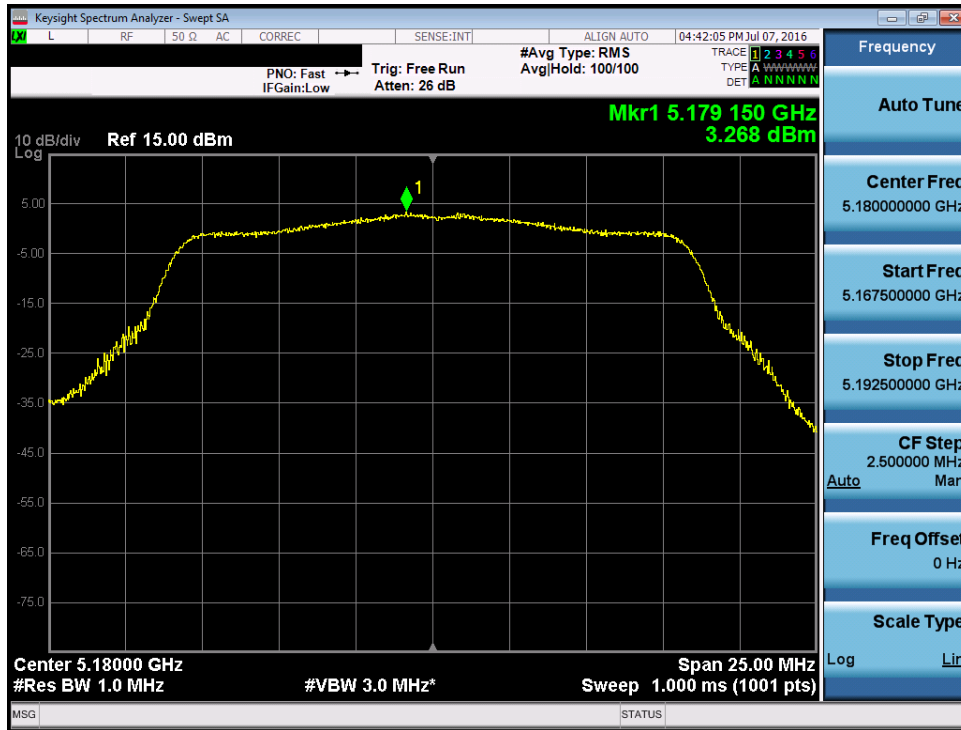 Keysight Spectrum Analyzer - Swept SA
LXI L RF 50 Ω AC CORREC SENSE:INT ALIGN AUTO 04:42:05 PM Jul 07, 2016
PNO: Fast Trig: Free Run #Avg Type: RMS TRACE 1 2 3 4 5 6
IFGain:Low Atten: 26 dB Avg|Hold: 100/100 TYPE A WWWWW
DET A N N N N N
Mkr1 5.179 150 GHz
3.268 dBm
10 dB/div Ref 15.00 dBm
Log
1
5.00
-5.00
-15.0
-25.0
-35.0
-45.0
-55.0
-65.0
-75.0
Center 5.18000 GHz Span 25.00 MHz
#Res BW 1.0 MHz #VBW 3.0 MHz* Sweep 1.000 ms (1001 pts)
MSG STATUS
Frequency
Auto Tune
Center Freq
5.180000000 GHz
Start Freq
5.167500000 GHz
Stop Freq
5.192500000 GHz
CF Step
2.500000 MHz
Auto Man
Freq Offset
0 Hz
Scale Type
Log Lin